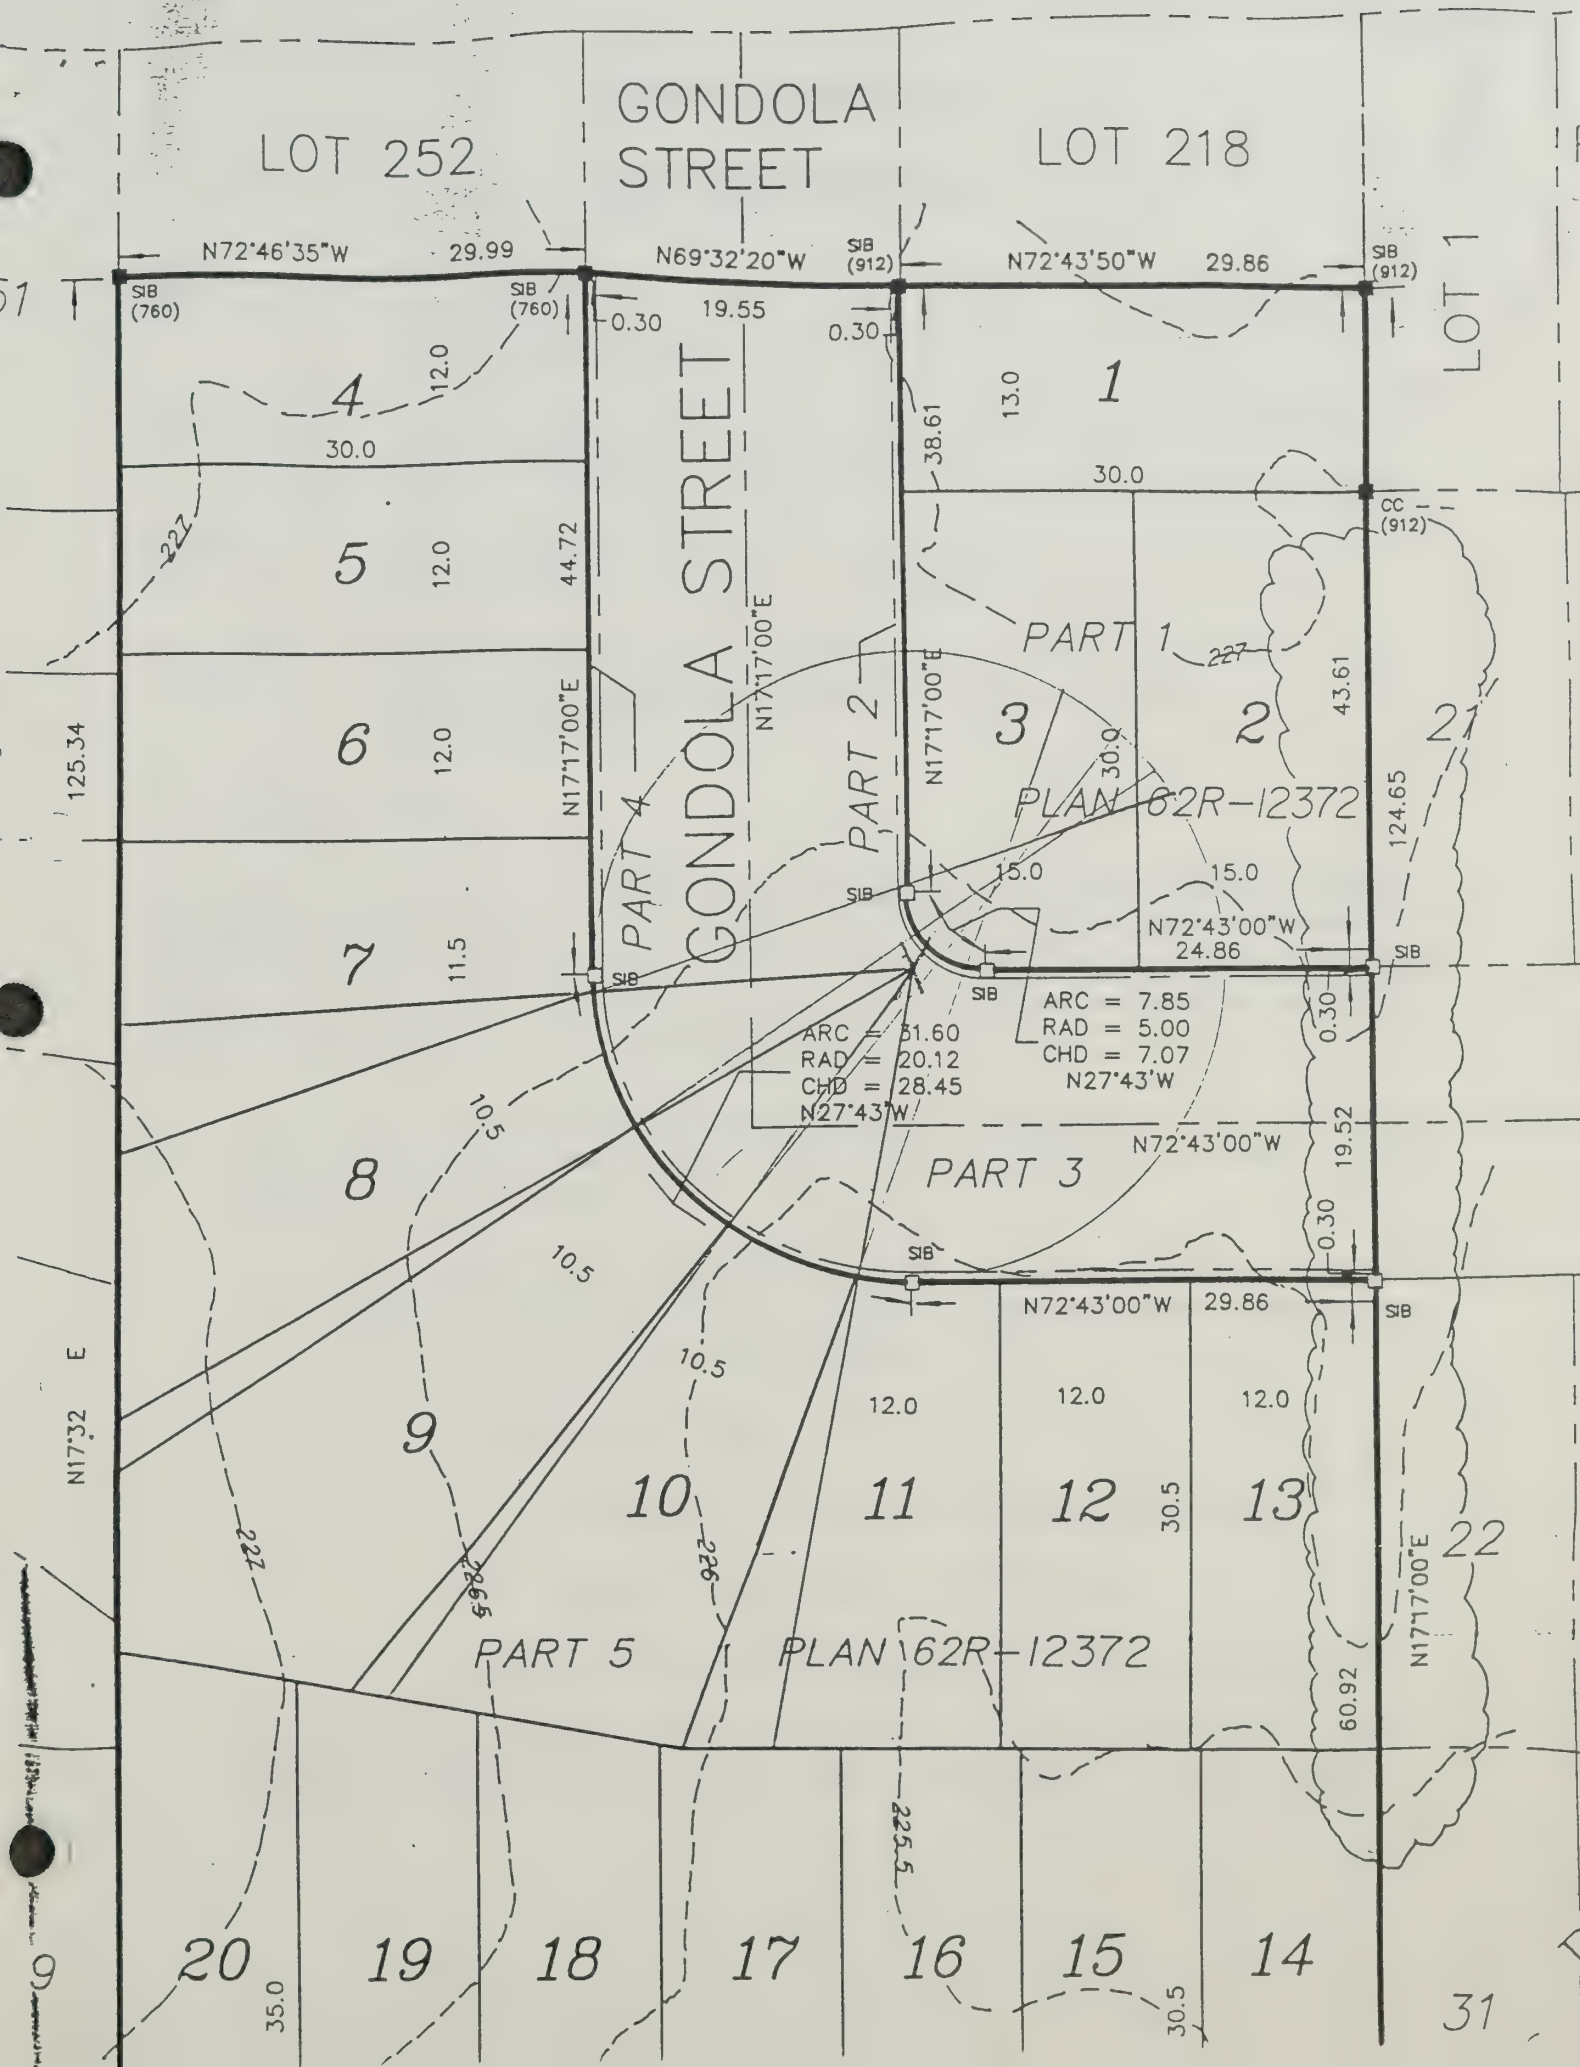 GONDOLA
STREET
LOT 252
LOT 218
LOT 1
N72°46'35"W 29.99
N69°32'20"W
SIB
(912)
N72°43'50"W 29.86
SIB
(912)
SIB
(760)
SIB
(760)
0.30
19.55
0.30
4
12.0
30.0
38.61
13.0
1
30.0
CC
(912)
227
5
12.0
44.72
GONDOLA STREET
N17°17'00"E
PART 1
227
6
12.0
N17°17'00"E
PART 4
PART 2
N17°17'00"E
3
30.0
2
43.61
21
125.34
PLAN 62R-12372
124.65
15.0
15.0
SIB
7
11.5
SIB
N72°43'00"W
24.86
SIB
SIB
0.30
ARC = 31.60
RAD = 20.12
CHD = 28.45
N27°43'W
ARC = 7.85
RAD = 5.00
CHD = 7.07
N27°43'W
10.5
8
N72°43'00"W
19.52
PART 3
0.30
10.5
SIB
N72°43'00"W 29.86
SIB
10.5
12.0
12.0
12.0
N17°32 E
9
10
11
12
30.5
13
22
227
226.5
226
N17°17'00"E
PART 5
PLAN 62R-12372
60.92
225.5
20
19
18
17
16
15
14
35.0
30.5
31
9